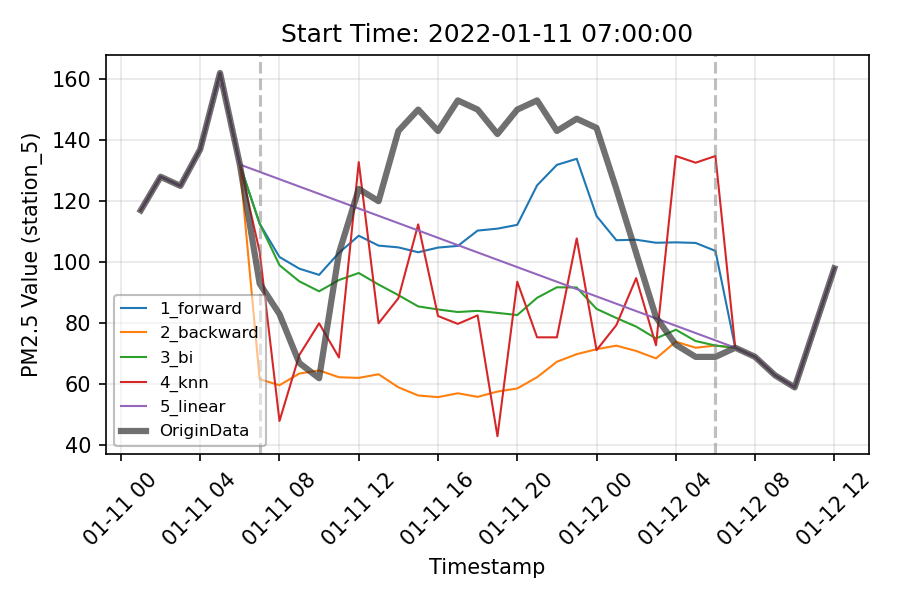 Start Time: 2022-01-11 07:00:00
PM2.5 Value (station_5)
160
140
120
100
80
60
40
1_forward
2_backward
3_bi
4_knn
5_linear
OriginData
01-11 00
01-11 04
01-11 08
01-11 12
01-11 16
01-11 20
01-12 00
01-12 04
01-12 08
01-12 12
Timestamp